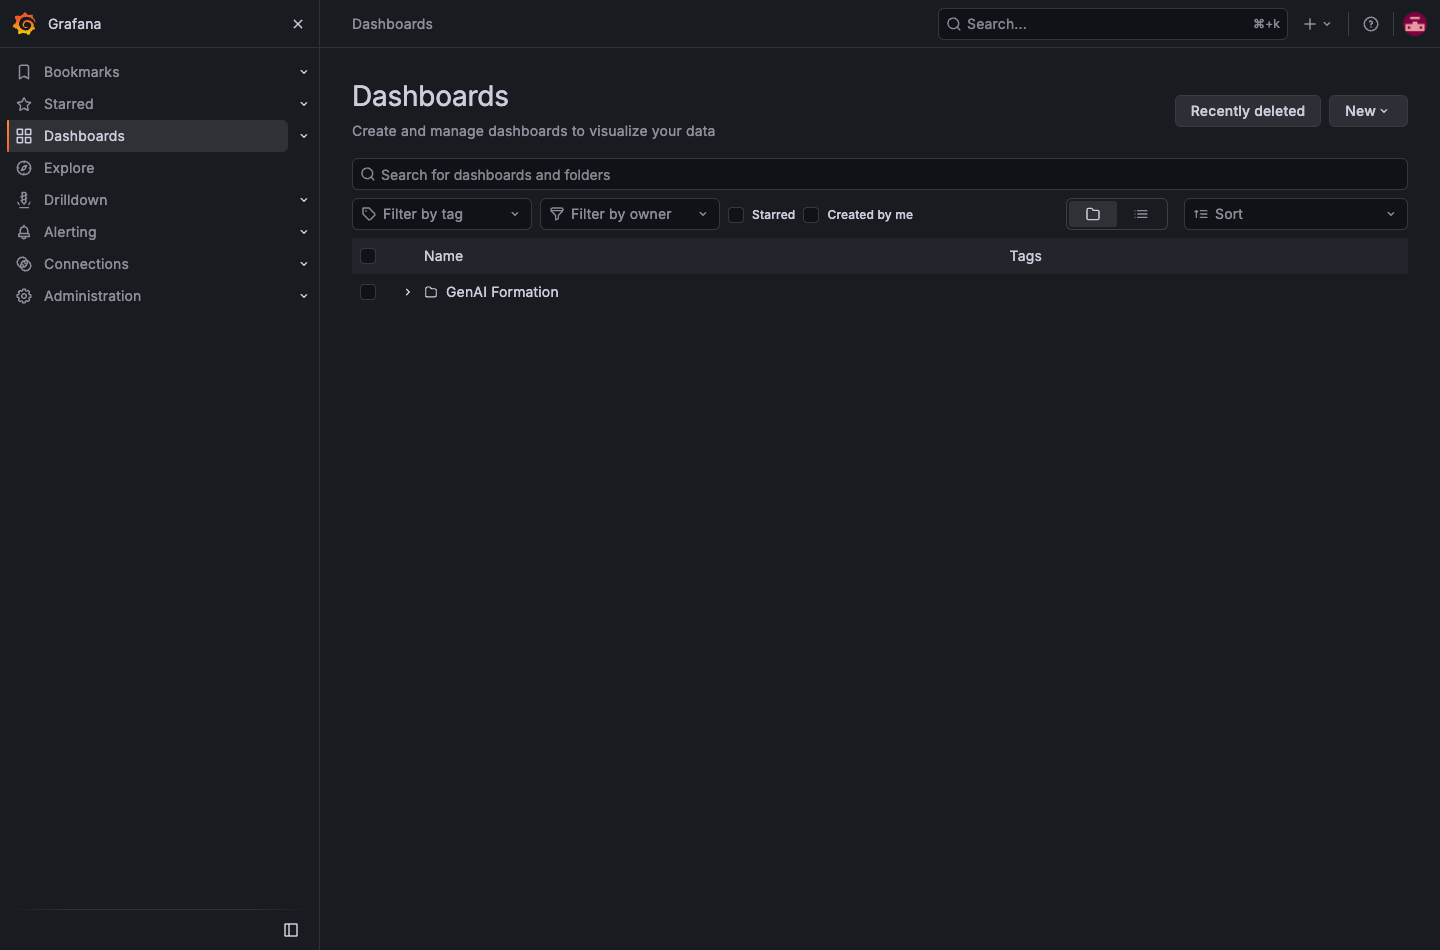 Grafana
Dashboards
Search...
⌘+k
Bookmarks
Starred
Dashboards
Explore
Drilldown
Alerting
Connections
Administration
Dashboards
Create and manage dashboards to visualize your data
Recently deleted
New
Search for dashboards and folders
Filter by tag
Filter by owner
Starred
Created by me
Sort
Name
Tags
GenAI Formation